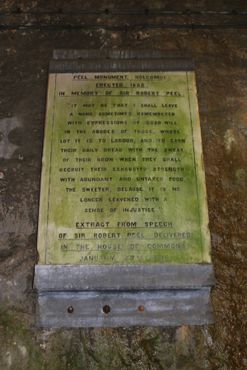 PEEL MONUMENT, HOLCOMBE
ERECTED 1852
IN MEMORY OF SIR ROBERT PEEL.
"IT MAY BE THAT I SHALL LEAVE
A NAME SOMETIMES REMEMBERED
WITH EXPRESSIONS OF GOOD WILL
IN THE ABODES OF THOSE, WHOSE
LOT IT IS TO LABOUR, AND TO EARN
THEIR DAILY BREAD WITH THE SWEAT
OF THEIR BROW WHEN THEY SHALL
RECRUIT THEIR EXHAUSTED STRENGTH
WITH ABUNDANT AND UNTAXED FOOD
THE SWEETER, BECAUSE IT IS NO
LONGER LEAVENED WITH A
SENSE OF INJUSTICE."
EXTRACT FROM SPEECH
OF SIR ROBERT PEEL DELIVERED
IN THE HOUSE OF COMMONS
JANUARY